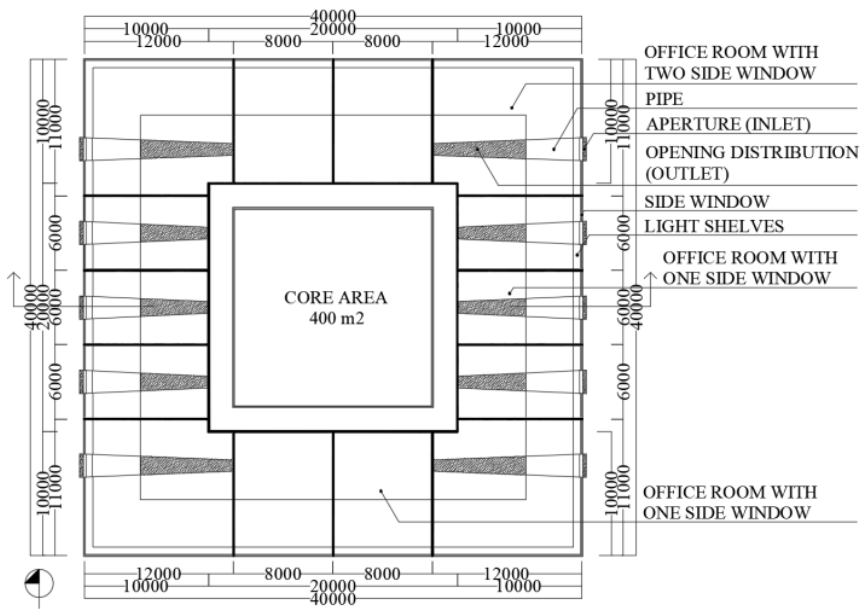 40000
10000 20000 10000
12000 8000 8000 12000
OFFICE ROOM WITH
TWO SIDE WINDOW
PIPE
APERTURE (INLET)
OPENING DISTRIBUTION
(OUTLET)
SIDE WINDOW
LIGHT SHELVES
OFFICE ROOM WITH
ONE SIDE WINDOW
CORE AREA
400 m2
OFFICE ROOM WITH
ONE SIDE WINDOW
40000
10000
20000
10000
11000
6000
6000
6000
11000
10000
11000
6000
6000
6000
40000
10000
11000
12000 8000 8000 12000
10000 20000 10000
40000